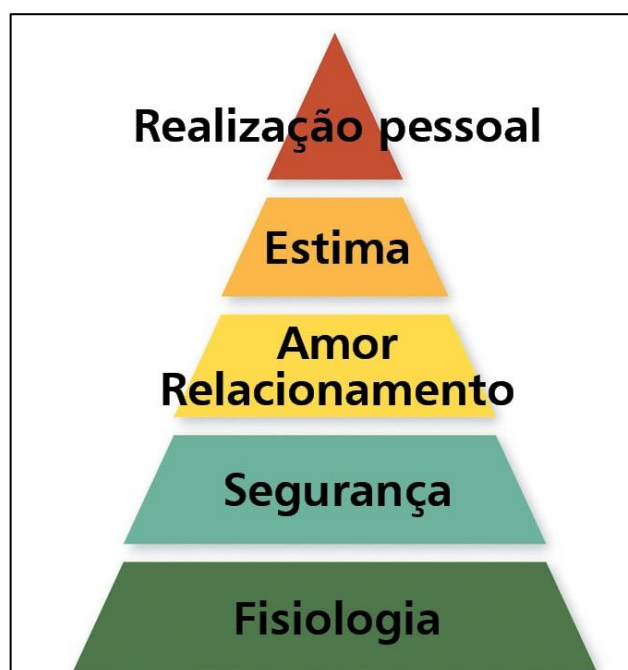 Realização pessoal
Estima
Amor
Relacionamento
Segurança
Fisiologia